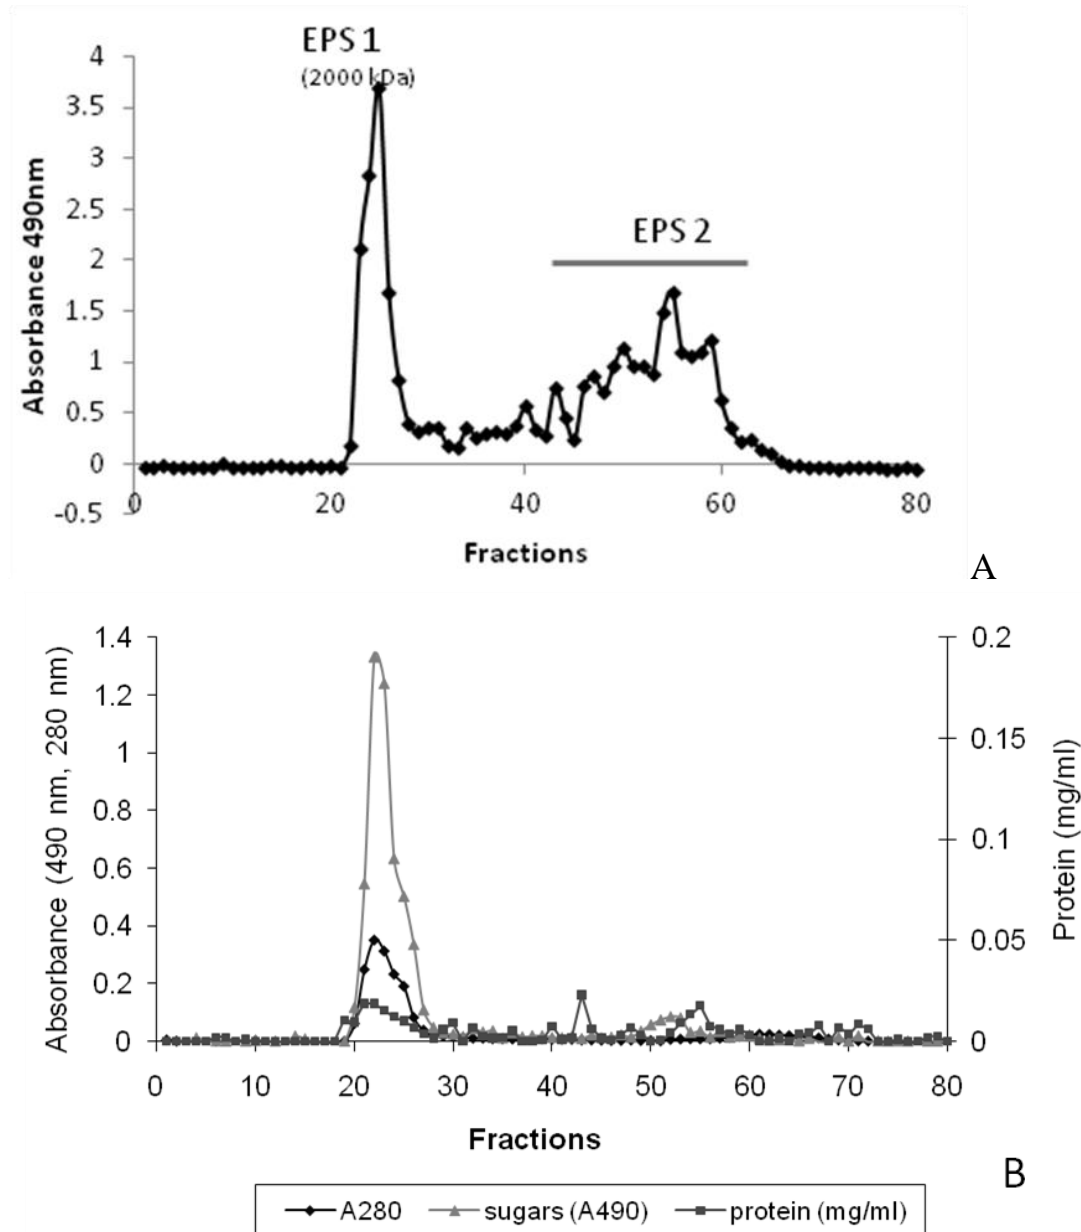 EPS 1
(2000 kDa)
4
3.5
3
2.5
2
1.5
1
0.5
0
-0.5
Absorbance 490nm
EPS 2
0 20 40 60 80
Fractions
A
1.4
1.2
1
0.8
0.6
0.4
0.2
0
Absorbance (490 nm, 280 nm)
0.2
0.15
0.1
0.05
0
Protein (mg/ml)
0 10 20 30 40 50 60 70 80
Fractions
B
A280 sugars (A490) protein (mg/ml)